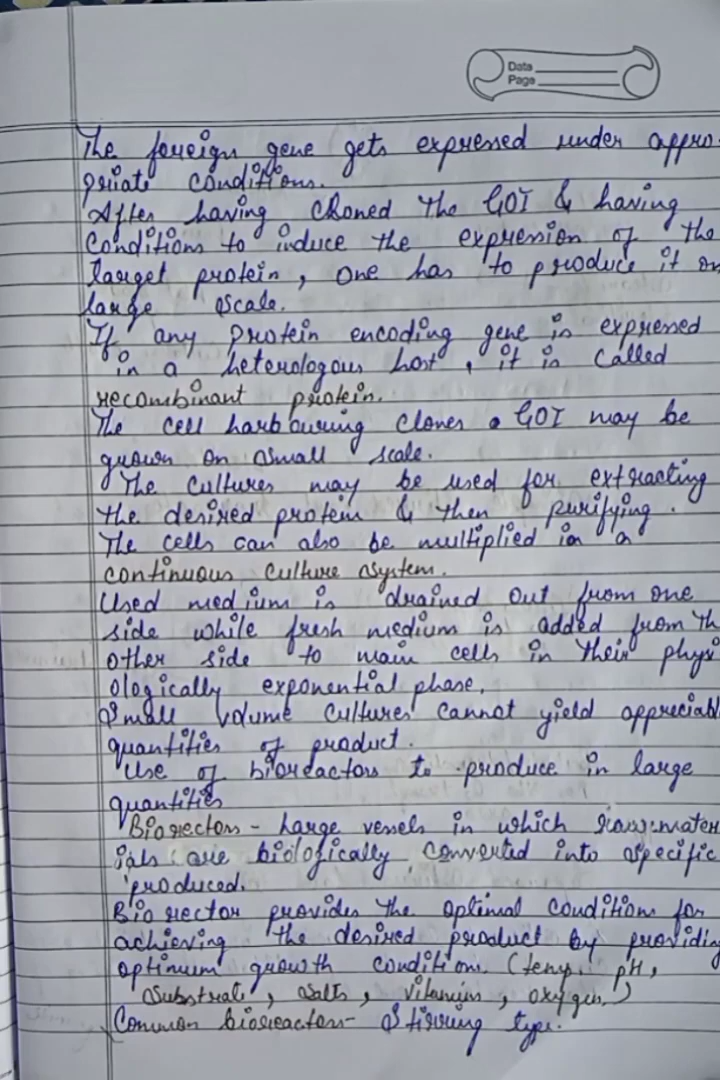 Date
Page
The foreign gene gets expressed under appro-
priate conditions.
After having cloned the GOI & having
conditions to induce the expression of the
target protein, one has to produce it on
large scale.
If any protein encoding gene is expressed
in a heterologous host, it is called
recombinant protein.
The cell harbouring clones GOI may be
grown on small scale.
The cultures may be used for extracting
the desired protein & then purifying.
The cells can also be multiplied in a
continuous culture system.
Used medium is drained out from one
side while fresh medium is added from th
other side to main cells in their physi
ologically exponential phase.
Small volume cultures cannot yield appreciabl
quantities of product.
Use of bioreactors to produce in large
quantities
Biorectors - Large vessels in which raw mater
ials are biologically converted into specific
produced.
Bio rector provides the optimal conditions for
achieving the desired product by providing
optimum growth conditions. (temp. pH,
substrate, salts, vitamins, oxygen.)
Common bioreactors - Stirring type.